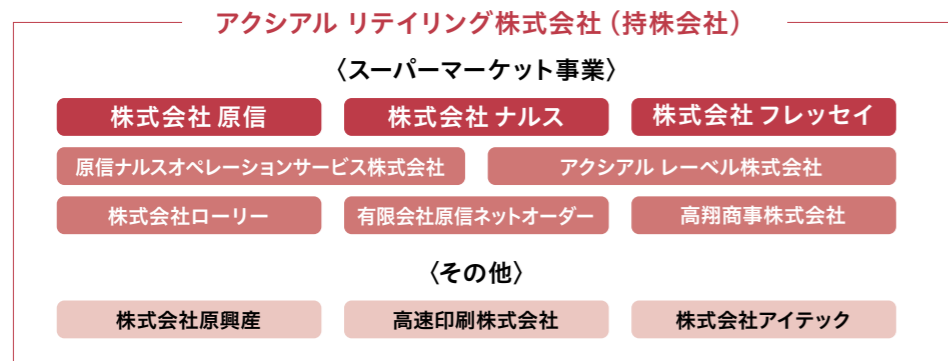 アクシアル リテイリング株式会社（持株会社）
〈スーパーマーケット事業〉
株式会社 原信
株式会社 ナルス
株式会社 フレッセイ
原信ナルスオペレーションサービス株式会社
アクシアル レーベル株式会社
株式会社ローリー
有限会社原信ネットオーダー
高翔商事株式会社
〈その他〉
株式会社原興産
高速印刷株式会社
株式会社アイテック